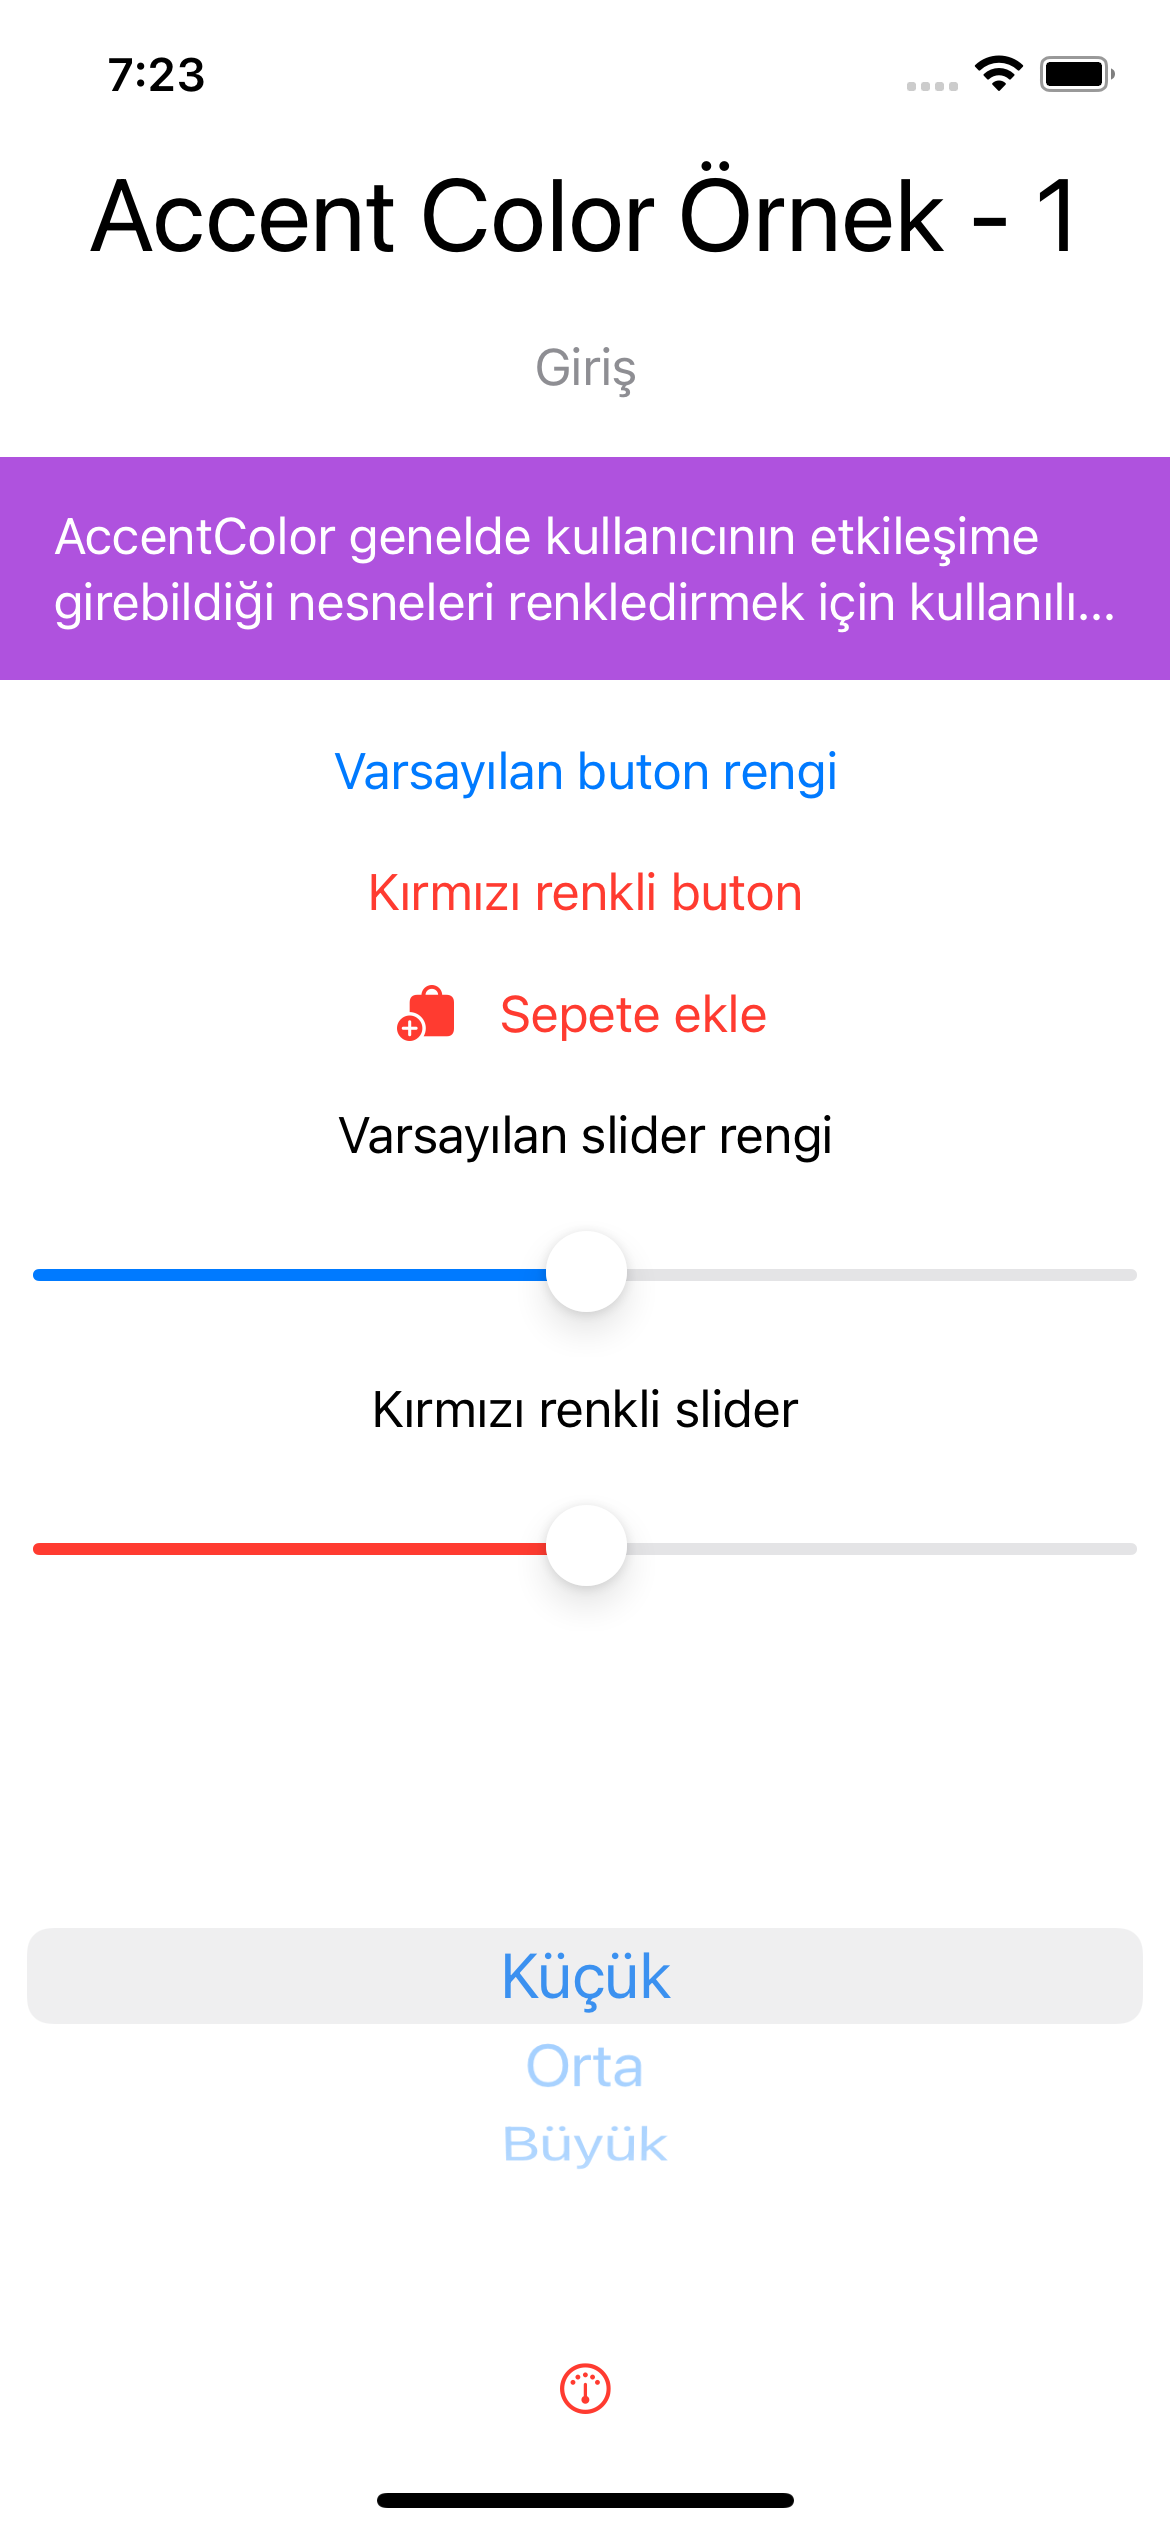 7:23
Accent Color Örnek - 1
Giriş
AccentColor genelde kullanıcının etkileşime
girebildiği nesneleri renkledirmek için kullanılı...
Varsayılan buton rengi
Kırmızı renkli buton
Sepete ekle
Varsayılan slider rengi
Kırmızı renkli slider
Küçük
Orta
Büyük